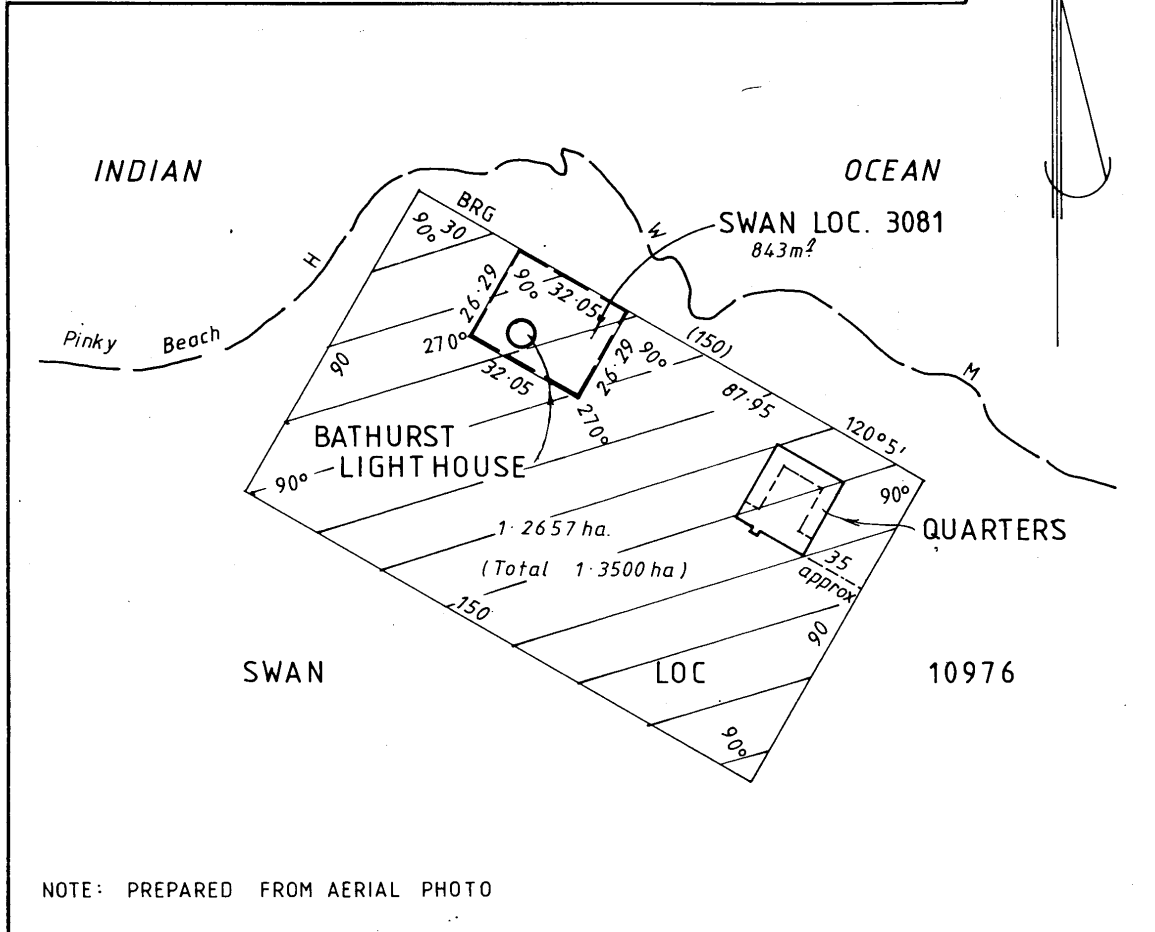 INDIAN
OCEAN
BRG
90° 30
SWAN LOC. 3081
843m²
H
W
M
26·29
90°
32·05
Pinky Beach
270°
32·05
26·29
90°
270°
(150)
87·95
120°5'
90
BATHURST
LIGHTHOUSE
90°
90°
QUARTERS
1·2657 ha.
(Total 1·3500 ha)
35
approx
150
90
SWAN LOC 10976
90°
NOTE: PREPARED FROM AERIAL PHOTO